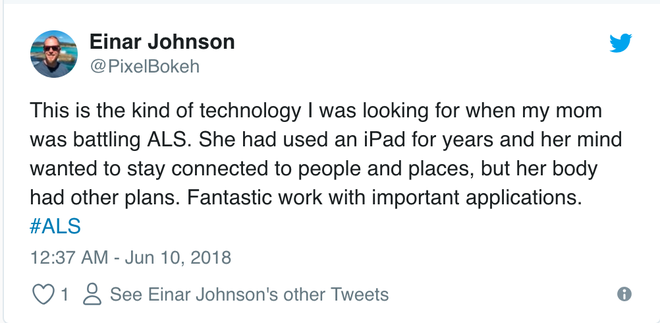 Einar Johnson
@PixelBokeh
This is the kind of technology I was looking for when my mom
was battling ALS. She had used an iPad for years and her mind
wanted to stay connected to people and places, but her body
had other plans. Fantastic work with important applications.
#ALS
12:37 AM - Jun 10, 2018
1 See Einar Johnson's other Tweets